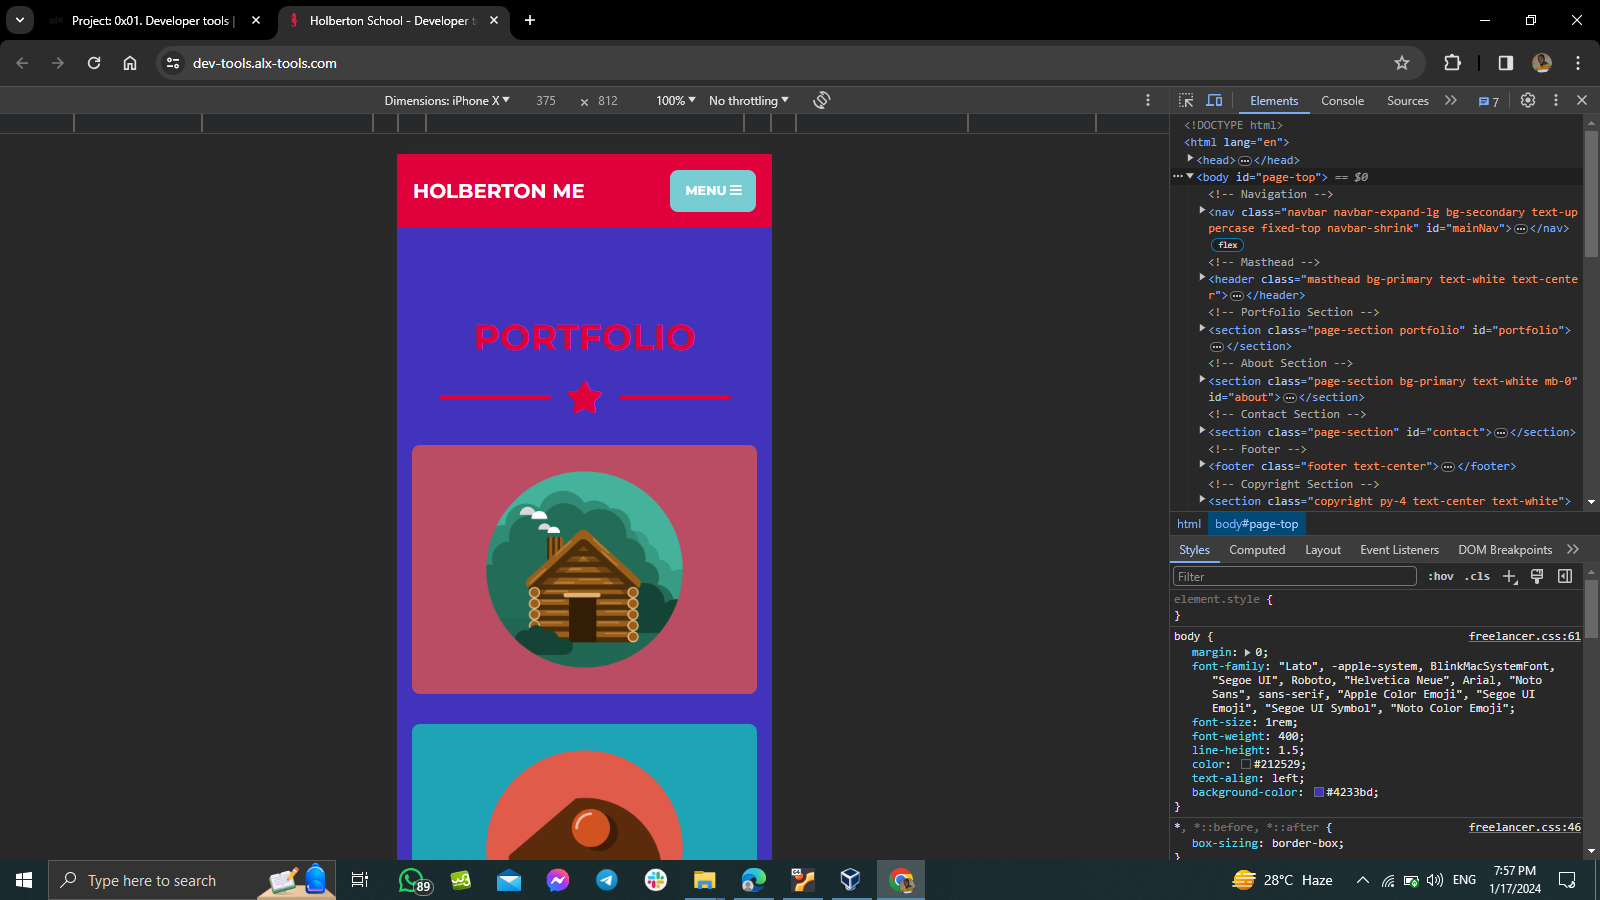 Project: 0x01. Developer tools |
Holberton School - Developer t
dev-tools.alx-tools.com
Dimensions: iPhone X 375 × 812 100% No throttling
HOLBERTON ME
MENU
PORTFOLIO
Elements Console Sources 7
<!DOCTYPE html>
<html lang="en">
<head> </head>
<body id="page-top"> == $0
<!-- Navigation -->
<nav class="navbar navbar-expand-lg bg-secondary text-up
percase fixed-top navbar-shrink" id="mainNav"> </nav>
flex
<!-- Masthead -->
<header class="masthead bg-primary text-white text-cente
r"> </header>
<!-- Portfolio Section -->
<section class="page-section portfolio" id="portfolio">
</section>
<!-- About Section -->
<section class="page-section bg-primary text-white mb-0"
id="about"> </section>
<!-- Contact Section -->
<section class="page-section" id="contact"> </section>
<!-- Footer -->
<footer class="footer text-center"> </footer>
<!-- Copyright Section -->
<section class="copyright py-4 text-center text-white">
html body#page-top
Styles Computed Layout Event Listeners DOM Breakpoints
Filter :hov .cls
element.style {
}
body { freelancer.css:61
margin: 0;
font-family: "Lato", -apple-system, BlinkMacSystemFont,
"Segoe UI", Roboto, "Helvetica Neue", Arial, "Noto
Sans", sans-serif, "Apple Color Emoji", "Segoe UI
Emoji", "Segoe UI Symbol", "Noto Color Emoji";
font-size: 1rem;
font-weight: 400;
line-height: 1.5;
color: #212529;
text-align: left;
background-color: #4233bd;
}
*, *::before, *::after { freelancer.css:46
box-sizing: border-box;
}
Type here to search
89
64
28°C Haze
ENG
7:57 PM
1/17/2024